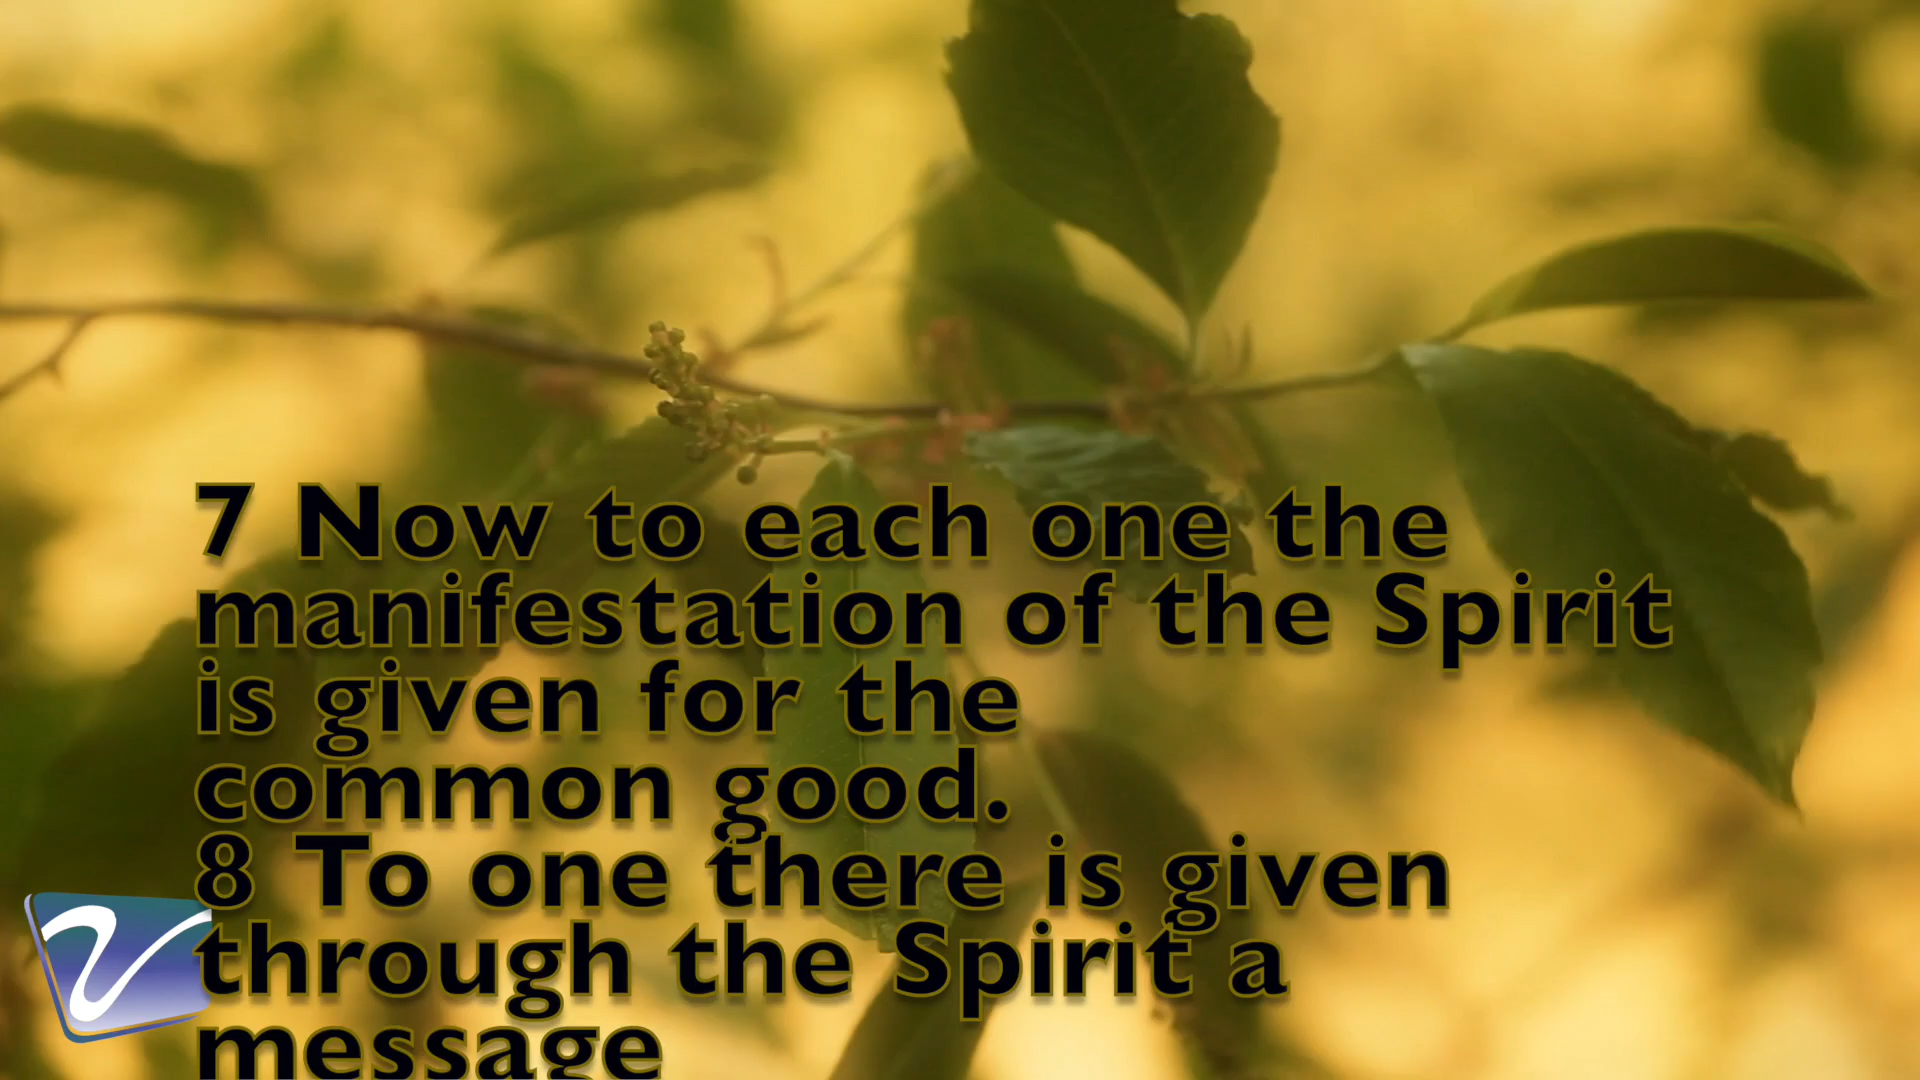 7 Now to each one the
manifestation of the Spirit
is given for the
common good.
8 To one there is given
through the Spirit a
message